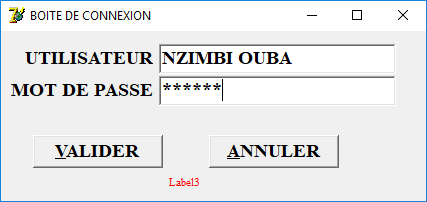 BOITE DE CONNEXION
UTILISATEUR NZIMBI OUBA
MOT DE PASSE ******
VALIDER ANNULER
Label3